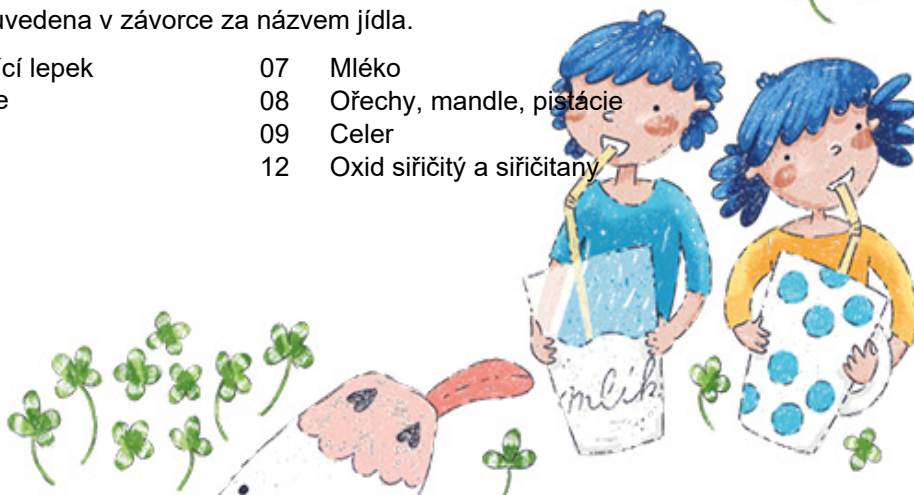 uvedena v závorce za názvem jídla.
cí lepek
e
07 Mléko
08 Ořechy, mandle, pistácie
09 Celer
12 Oxid siřičitý a siřičitany
mlík